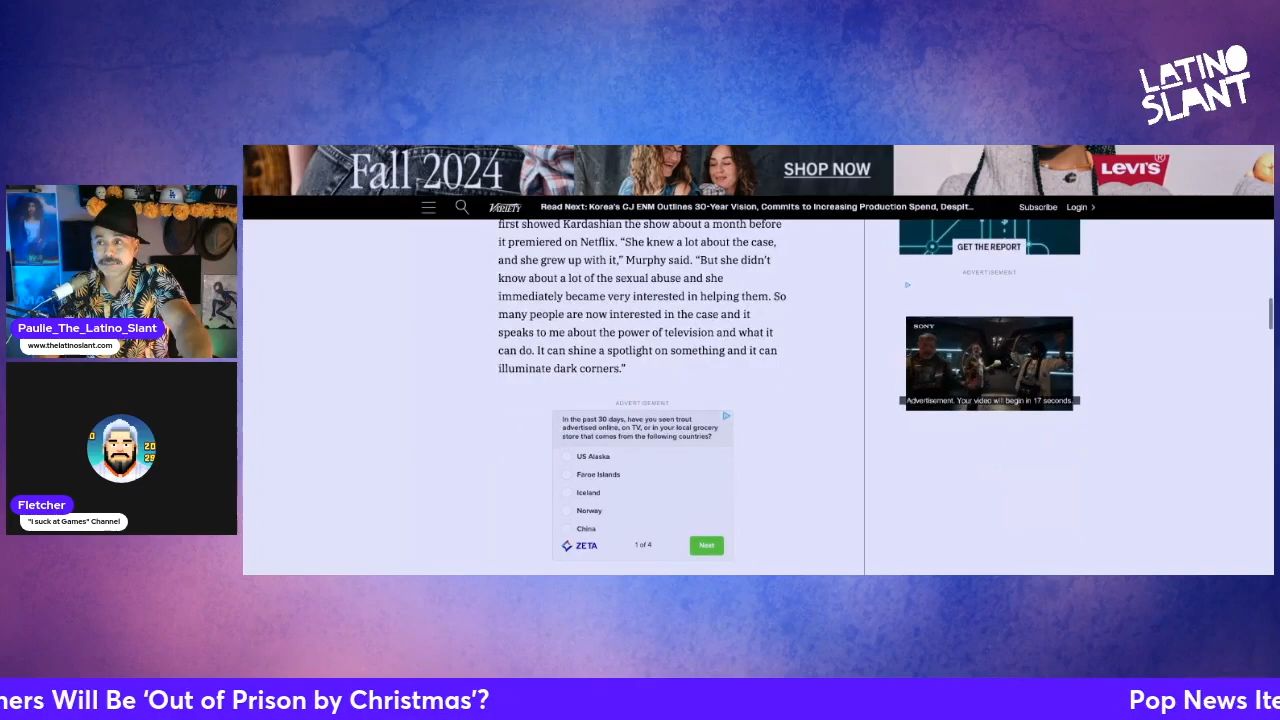 LATINO
SLANT
Fall 2024
SHOP NOW
LEVI'S®
VARIETY
Read Next: Korea's CJ ENM Outlines 30-Year Vision, Commits to Increasing Production Spend, Despit...
Subscribe
Login
first showed Kardashian the show about a month before
it premiered on Netflix. “She knew a lot about the case,
and she grew up with it,” Murphy said. “But she didn’t
know about a lot of the sexual abuse and she
immediately became very interested in helping them. So
many people are now interested in the case and it
speaks to me about the power of television and what it
can do. It can shine a spotlight on something and it can
illuminate dark corners.”
ADVERTISEMENT
In the past 30 days, have you seen trout
advertised online, on TV, or in your local grocery
store that comes from the following countries?
US Alaska
Faroe Islands
Iceland
Norway
China
ZETA
1 of 4
Next
GET THE REPORT
ADVERTISEMENT
SONY
Advertisement. Your video will begin in 17 seconds.
Paulie_The_Latino_Slant
www.thelatinoslant.com
20
Fletcher
"I suck at Games" Channel
ners Will Be ‘Out of Prison by Christmas’?
Pop News Ite